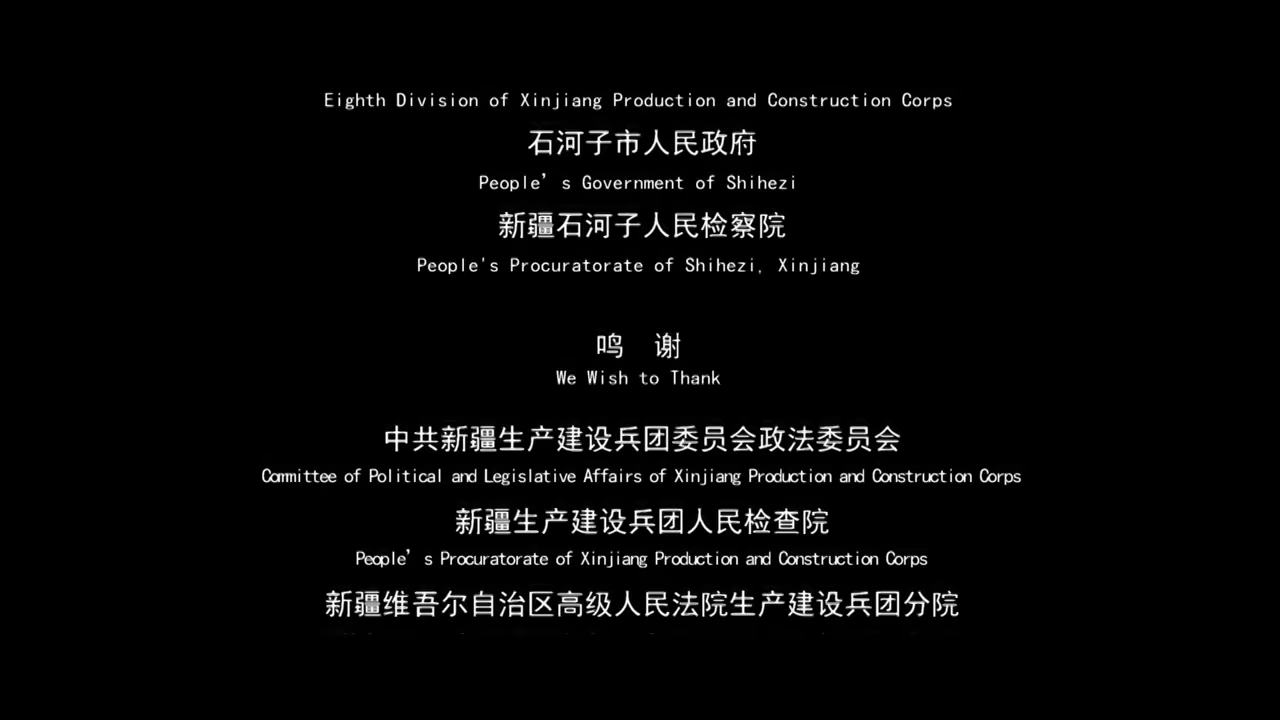 Eighth Division of Xinjiang Production and Construction Corps
石河子市人民政府
People’s Government of Shihezi
新疆石河子人民检察院
People's Procuratorate of Shihezi, Xinjiang
鸣 谢
We Wish to Thank
中共新疆生产建设兵团委员会政法委员会
Committee of Political and Legislative Affairs of Xinjiang Production and Construction Corps
新疆生产建设兵团人民检查院
People’s Procuratorate of Xinjiang Production and Construction Corps
新疆维吾尔自治区高级人民法院生产建设兵团分院